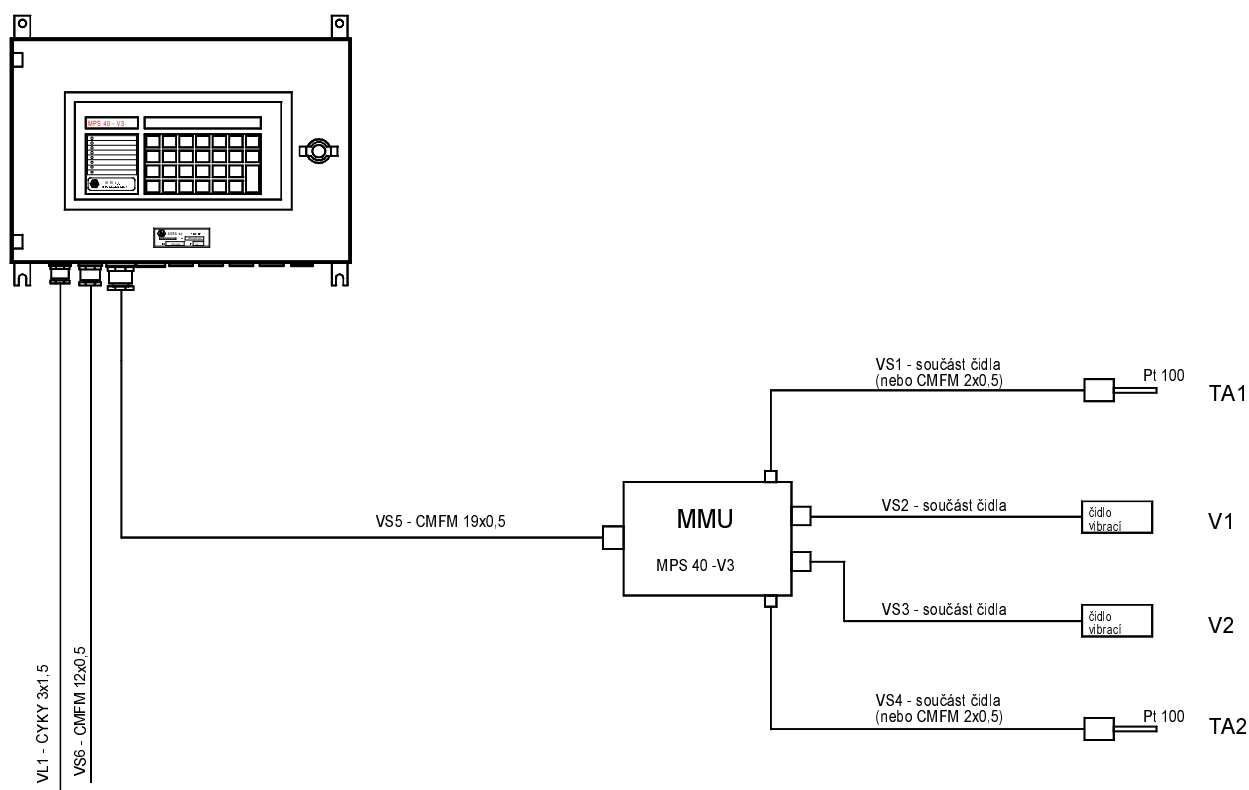 MPS 40 - V3
VS1 - součást čidla
(nebo CMFM 2x0,5)
Pt 100
TA1
VS5 - CMFM 19x0,5
MMU
MPS 40 -V3
VS2 - součást čidla
čidlo
vibrací
V1
VS3 - součást čidla
čidlo
vibrací
V2
VS4 - součást čidla
(nebo CMFM 2x0,5)
Pt 100
TA2
VL1 - CYKY 3x1,5
VS6 - CMFM 12x0,5